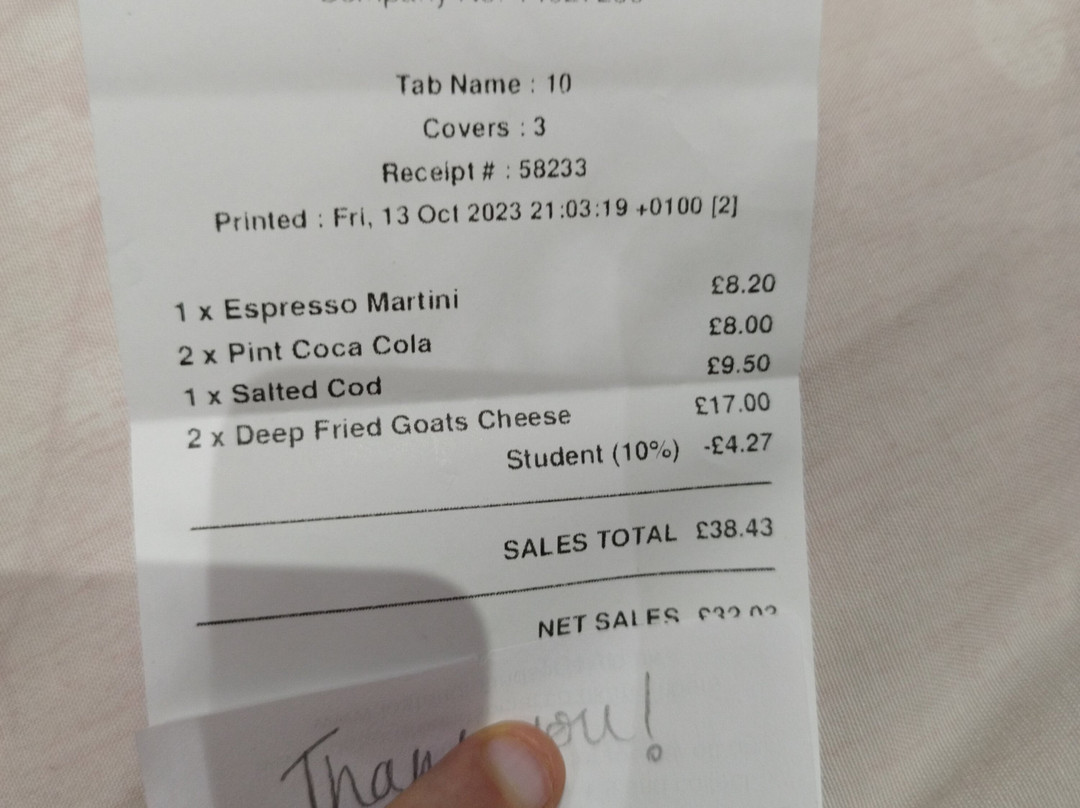 Tab Name : 10
Covers : 3
Receipt # : 58233
Printed : Fri, 13 Oct 2023 21:03:19 +0100 [2]
1 x Espresso Martini £8.20
2 x Pint Coca Cola £8.00
1 x Salted Cod £9.50
2 x Deep Fried Goats Cheese £17.00
Student (10%) -£4.27
SALES TOTAL £38.43
NET SALES